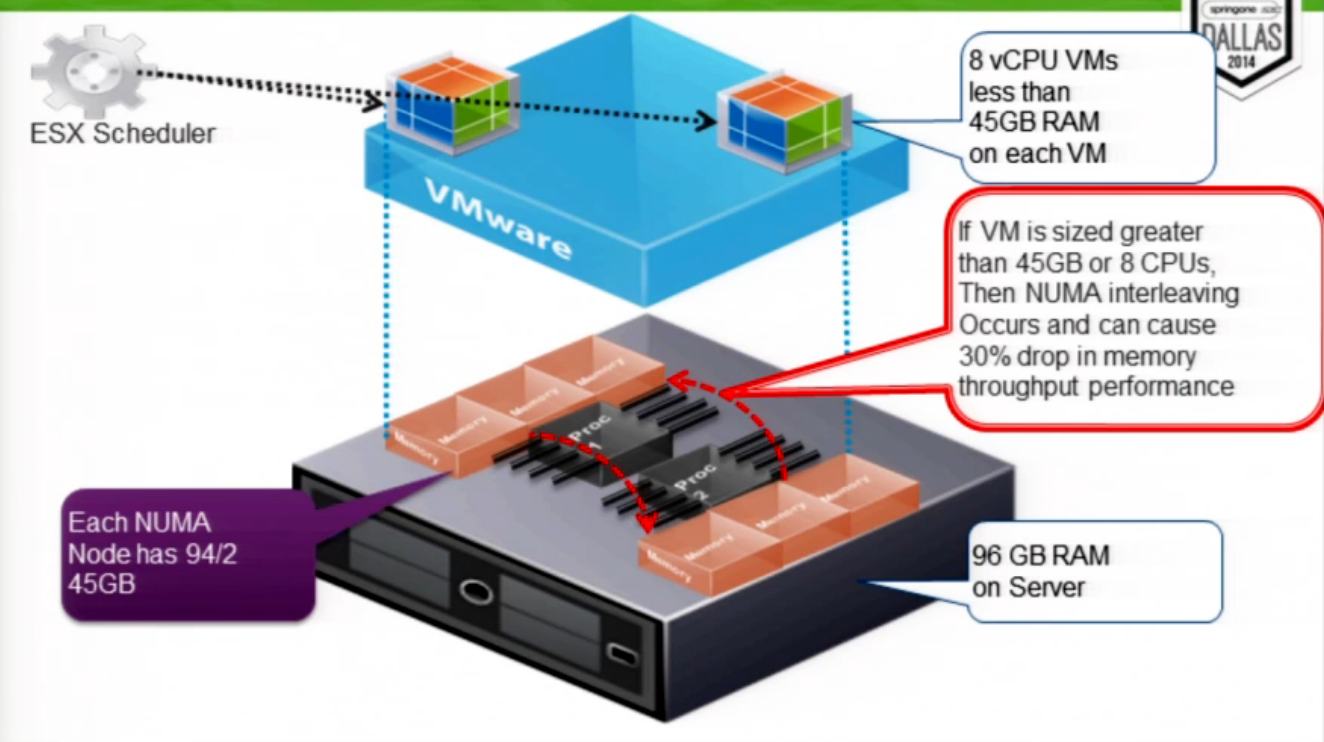 springone
DALLAS
2014
ESX Scheduler
8 vCPU VMs
less than
45GB RAM
on each VM
VMware
If VM is sized greater
than 45GB or 8 CPUs,
Then NUMA interleaving
Occurs and can cause
30% drop in memory
throughput performance
Memory
Memory
Memory
Proc
1
Proc
2
Memory
Memory
Memory
Each NUMA
Node has 94/2
45GB
96 GB RAM
on Server